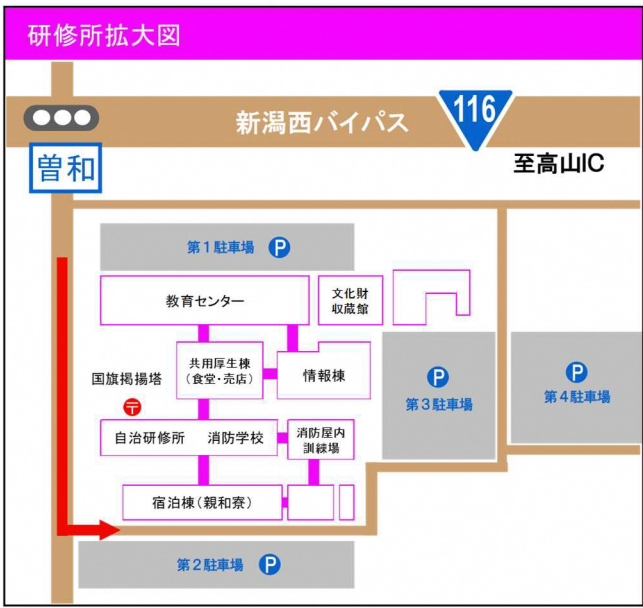 研修所拡大図
新潟西バイパス
116
曽和
至高山IC
第1駐車場 P
教育センター
文化財
収蔵館
共用厚生棟
(食堂・売店)
情報棟
国旗掲揚塔
〒
P
第3駐車場
P
第4駐車場
自治研修所 消防学校
消防屋内
訓練場
宿泊棟(親和寮)
第2駐車場 P